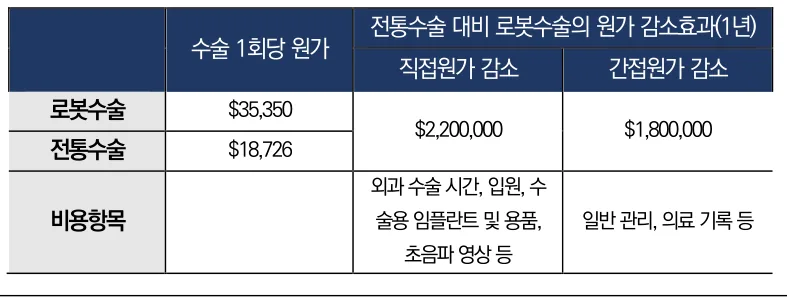 수술 1회당 원가
전통수술 대비 로봇수술의 원가 감소효과(1년)
직접원가 감소
간접원가 감소
로봇수술
$35,350
$2,200,000
$1,800,000
전통수술
$18,726
비용항목
외과 수술 시간, 입원, 수
술용 임플란트 및 용품,
초음파 영상 등
일반 관리, 의료 기록 등